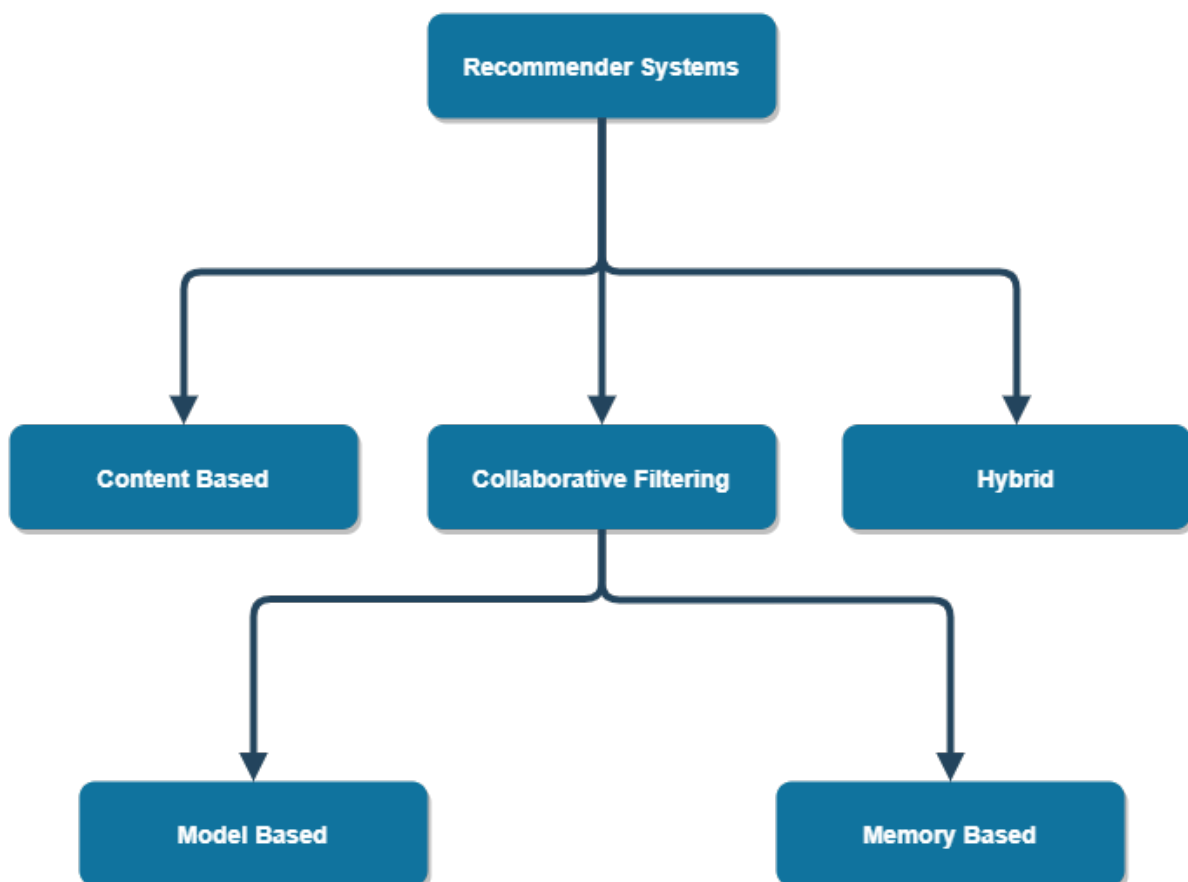 Recommender Systems
Content Based
Collaborative Filtering
Hybrid
Model Based
Memory Based